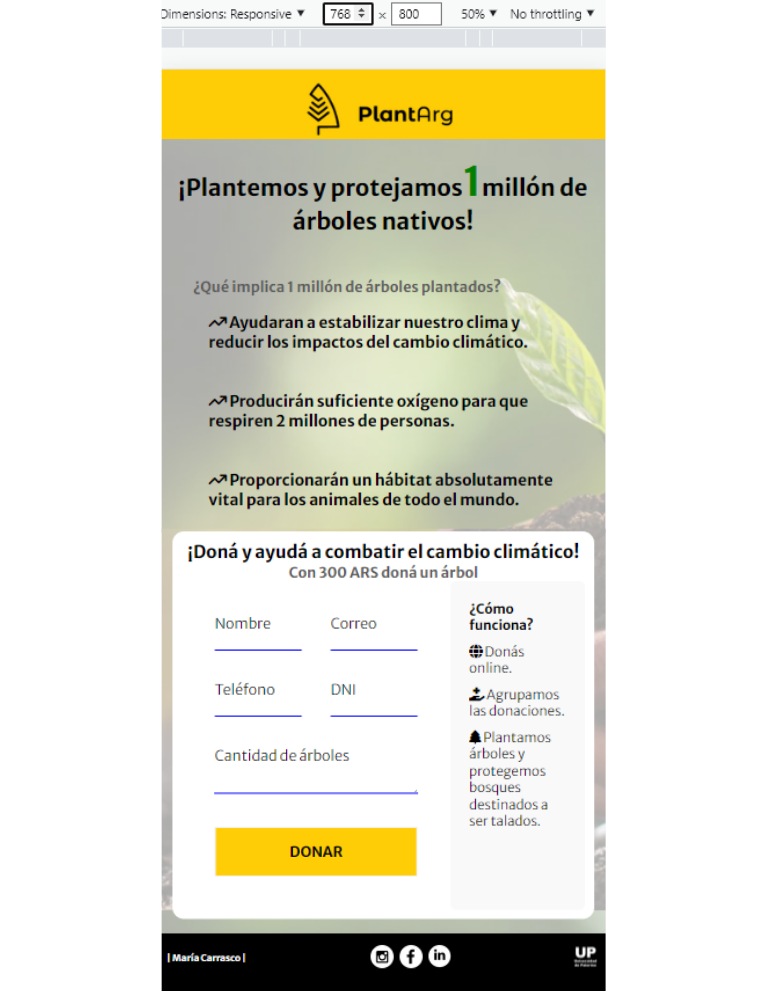 Dimensions: Responsive ▼ 768 × 800 50% ▼ No throttling ▼
PlantArg
¡Plantemos y protejamos 1 millón de
árboles nativos!
¿Qué implica 1 millón de árboles plantados?
Ayudaran a estabilizar nuestro clima y
reducir los impactos del cambio climático.
Producirán suficiente oxígeno para que
respiren 2 millones de personas.
Proporcionarán un hábitat absolutamente
vital para los animales de todo el mundo.
¡Doná y ayudá a combatir el cambio climático!
Con 300 ARS doná un árbol
Nombre Correo
Teléfono DNI
Cantidad de árboles
DONAR
¿Cómo
funciona?
Donás
online.
Agrupamos
las donaciones.
Plantamos
árboles y
protegemos
bosques
destinados a
ser talados.
| María Carrasco |
f
in
UP